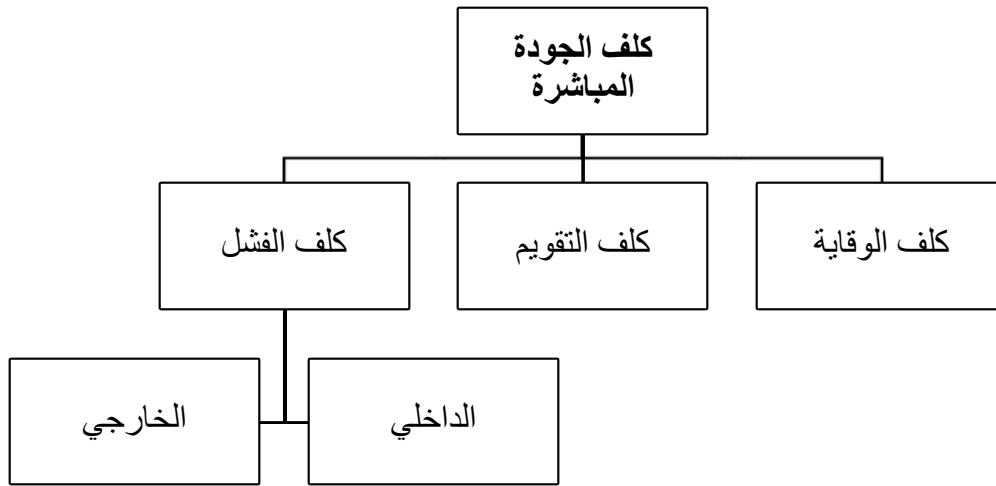 كلف الجودة
المباشرة
كلف الوقاية
كلف التقويم
كلف الفشل
الداخلي
الخارجي